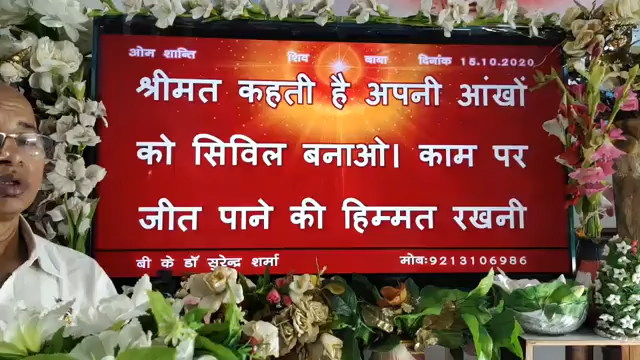 ओम शान्ति शिव बाबा दिनांक 15.10.2020
श्रीमत कहती है अपनी आंखों
को सिविल बनाओ। काम पर
जीत पाने की हिम्मत रखनी
बी के डॉ सुरेन्द्र शर्मा मोबः9213106986